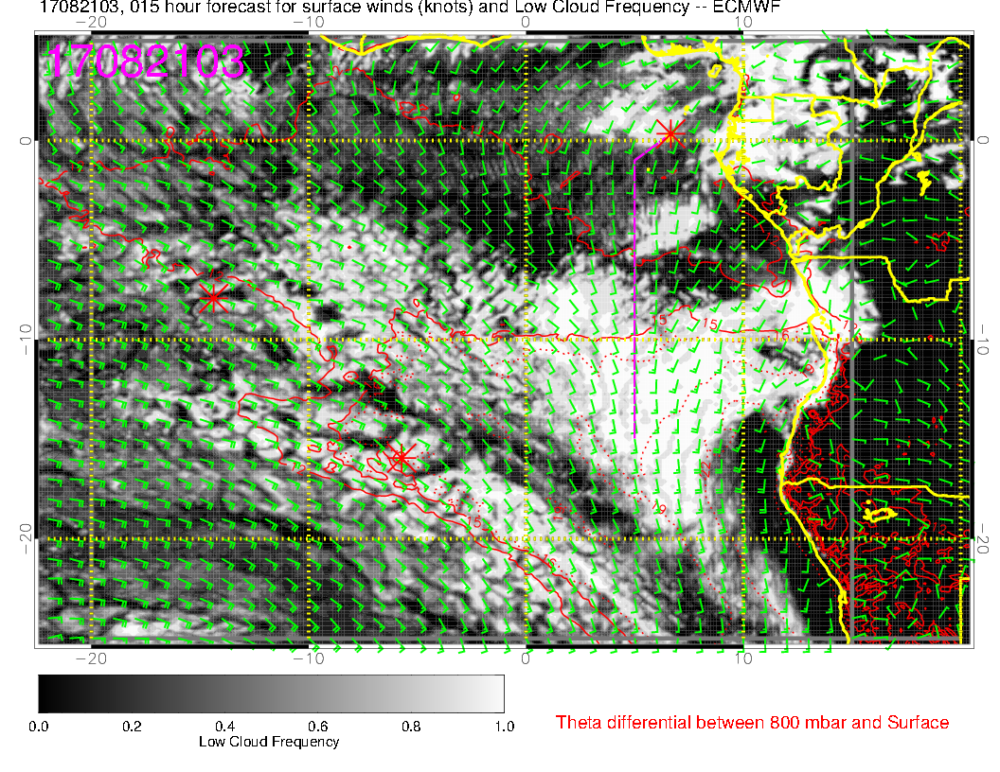 17082103, 015 hour forecast for surface winds (knots) and Low Cloud Frequency -- ECMWF
−20 −10 0 10
17082103
0 0
15 15 15
−10 −10
15
−20 −20
−20 −10 0 10
0.0 0.2 0.4 0.6 0.8 1.0
Low Cloud Frequency
Theta differential between 800 mbar and Surface